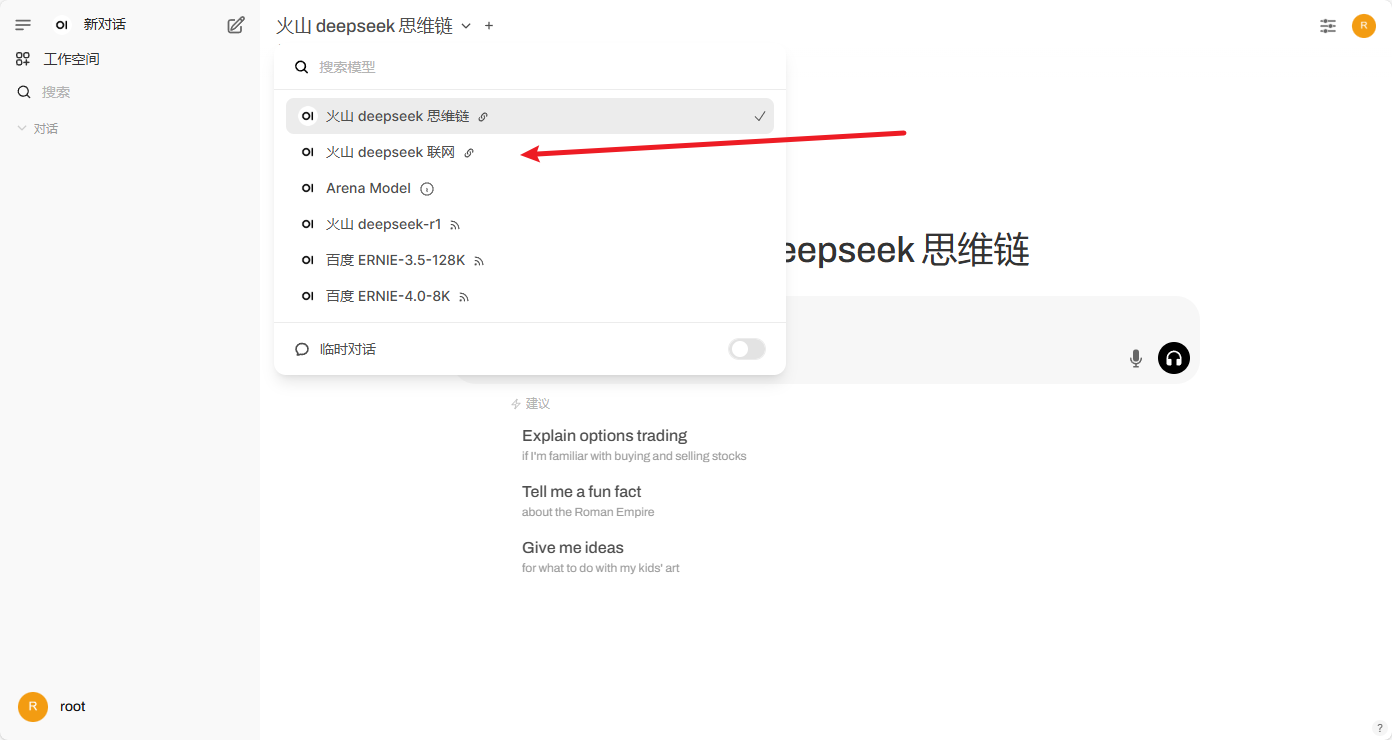 OI 新对话
工作空间
搜索
对话
火山 deepseek 思维链
R
搜索模型
OI 火山 deepseek 思维链
OI 火山 deepseek 联网
OI Arena Model
OI 火山 deepseek-r1
OI 百度 ERNIE-3.5-128K
OI 百度 ERNIE-4.0-8K
临时对话
eepseek 思维链
建议
Explain options trading
if I'm familiar with buying and selling stocks
Tell me a fun fact
about the Roman Empire
Give me ideas
for what to do with my kids' art
R root
?